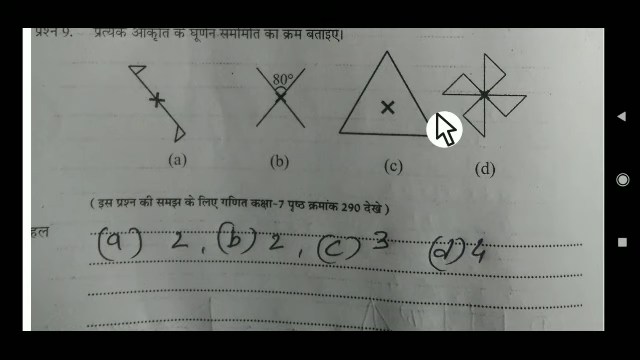 प्रश्न 9. प्रत्येक आकृति के घूर्णन सममिति का क्रम बताइए।
80°
(a) (b) (c) (d)
( इस प्रश्न की समझ के लिए गणित कक्षा-7 पृष्ठ क्रमांक 290 देखे )
हल (a) 2, (b) 2, (c) 3 (d) 4